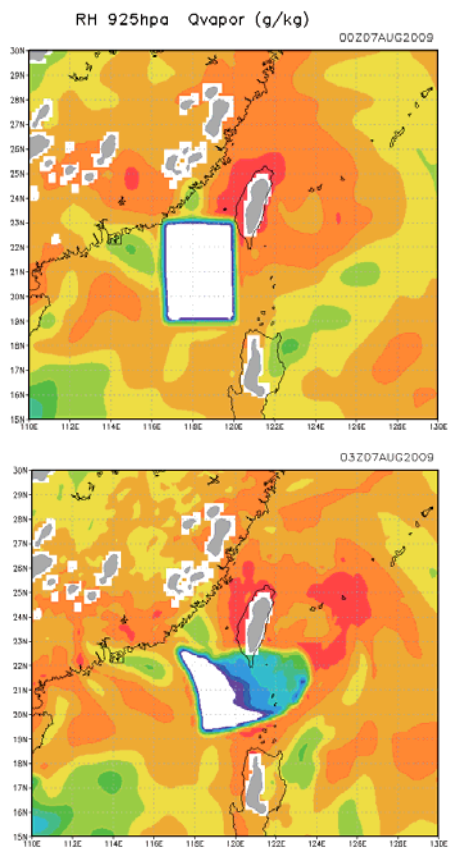 RH 925hpa Qvapor (g/kg)
00Z07AUG2009
30N
29N
28N
27N
26N
25N
24N
23N
22N
21N
20N
19N
18N
17N
16N
15N
110E 112E 114E 116E 118E 120E 122E 124E 126E 128E 130E
03Z07AUG2009
30N
29N
28N
27N
26N
25N
24N
23N
22N
21N
20N
19N
18N
17N
16N
15N
110E 112E 114E 116E 118E 120E 122E 124E 126E 128E 130E